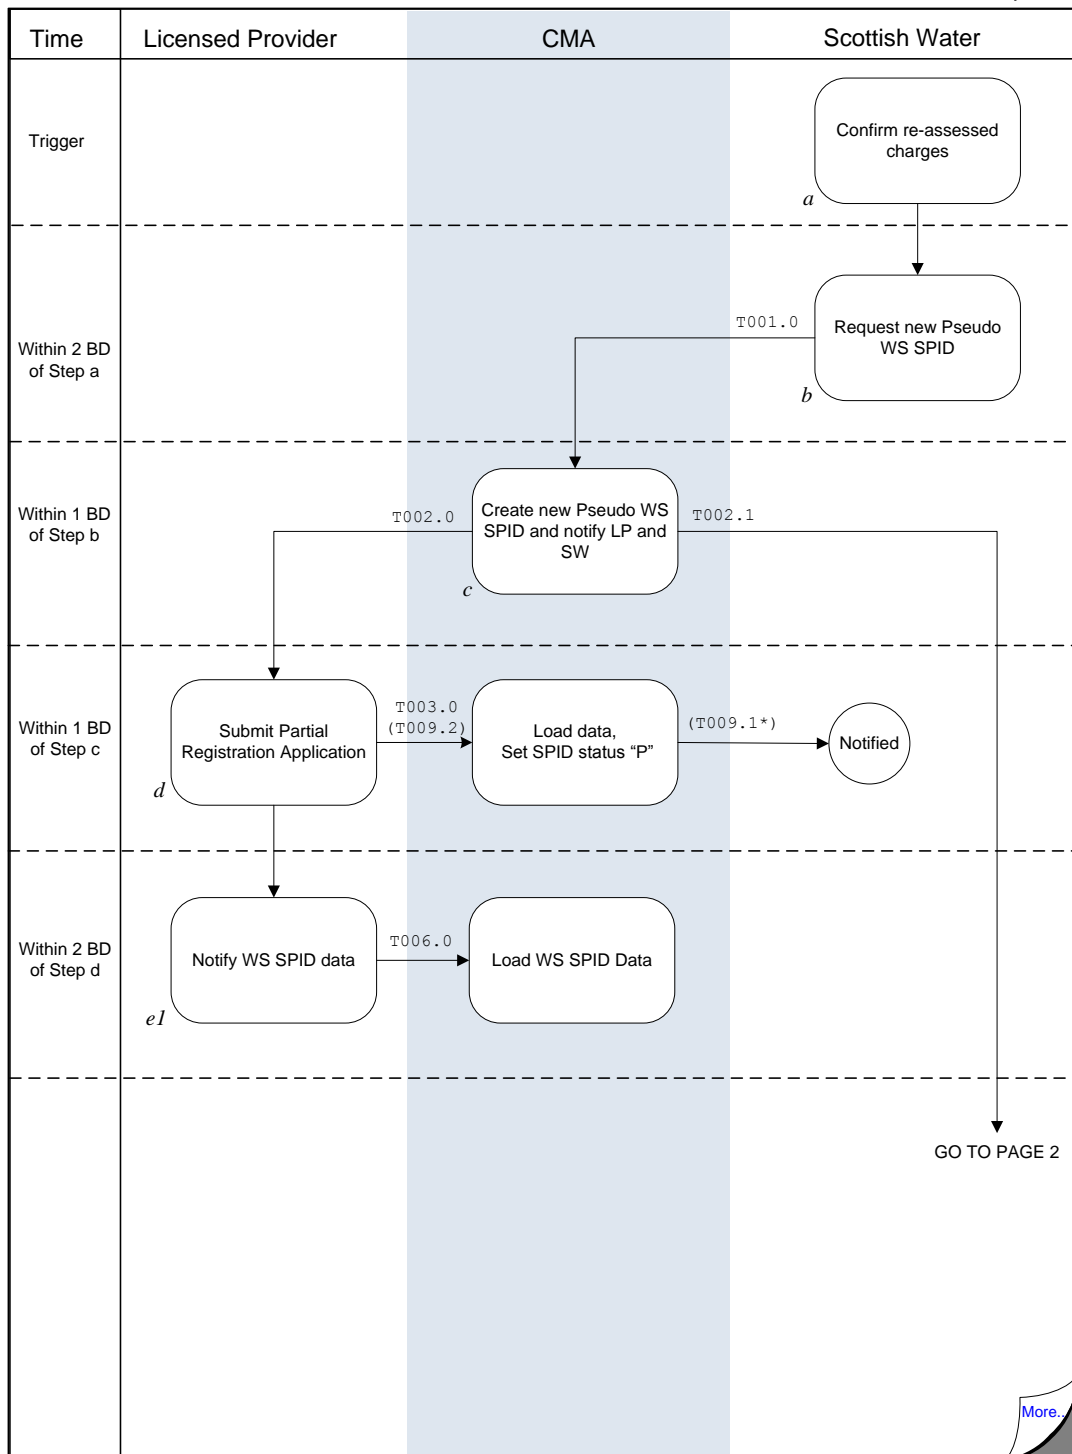 Time
Licensed Provider
CMA
Scottish Water
Trigger
Confirm re-assessed
charges
a
Within 2 BD
of Step a
T001.0
Request new Pseudo
WS SPID
b
Within 1 BD
of Step b
T002.0
Create new Pseudo WS
SPID and notify LP and
SW
T002.1
c
Within 1 BD
of Step c
Submit Partial
Registration Application
T003.0
(T009.2)
Load data,
Set SPID status “P”
(T009.1*)
Notified
d
Within 2 BD
of Step d
Notify WS SPID data
T006.0
Load WS SPID Data
e1
GO TO PAGE 2
More..